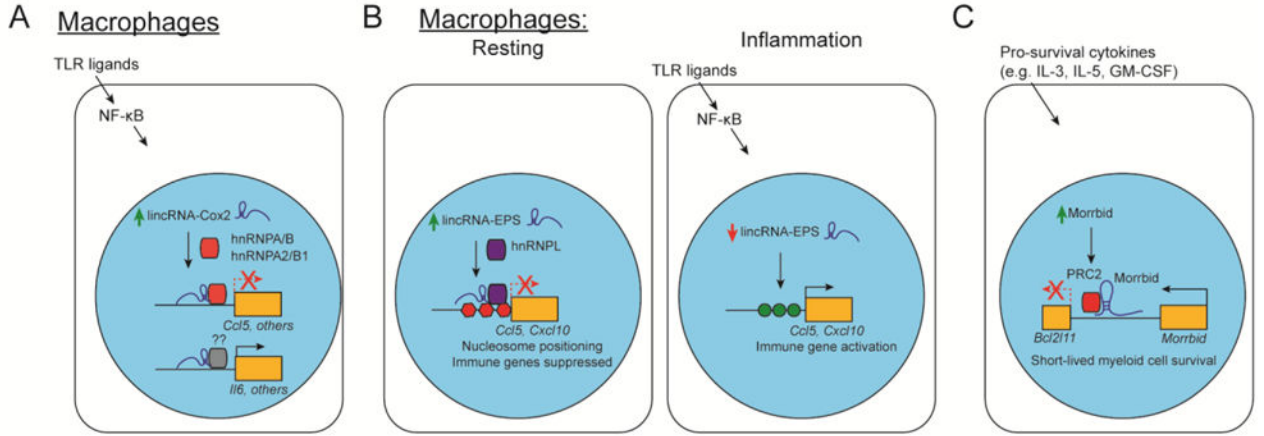 A
Macrophages
TLR ligands
NF-κB
lincRNA-Cox2
hnRNPA/B
hnRNPA2/B1
X
Ccl5, others
??
Il6, others
B
Macrophages:
Resting
lincRNA-EPS
hnRNPL
X
Ccl5, Cxcl10
Nucleosome positioning
Immune genes suppressed
Inflammation
TLR ligands
NF-κB
lincRNA-EPS
Ccl5, Cxcl10
Immune gene activation
C
Pro-survival cytokines
(e.g. IL-3, IL-5, GM-CSF)
Morrbid
PRC2
Morrbid
X
Bcl2l11
Morrbid
Short-lived myeloid cell survival